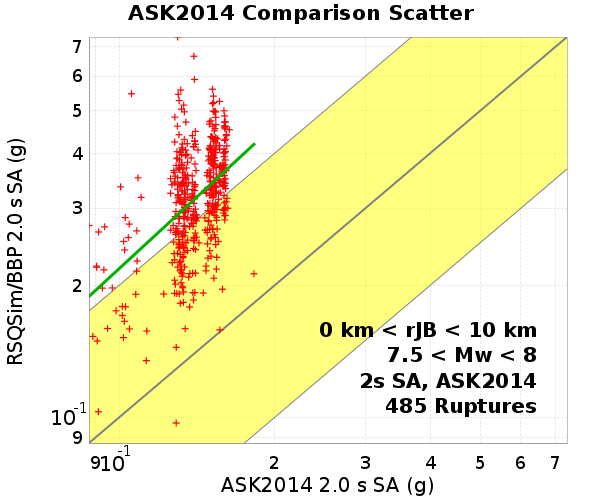 ASK2014 Comparison Scatter
RSQSim/BBP 2.0 s SA (g)
7
6
5
4
3
2
10⁻¹
9
0 km < rJB < 10 km
7.5 < Mw < 8
2s SA, ASK2014
485 Ruptures
9 10⁻¹ 2 3 4 5 6 7
ASK2014 2.0 s SA (g)